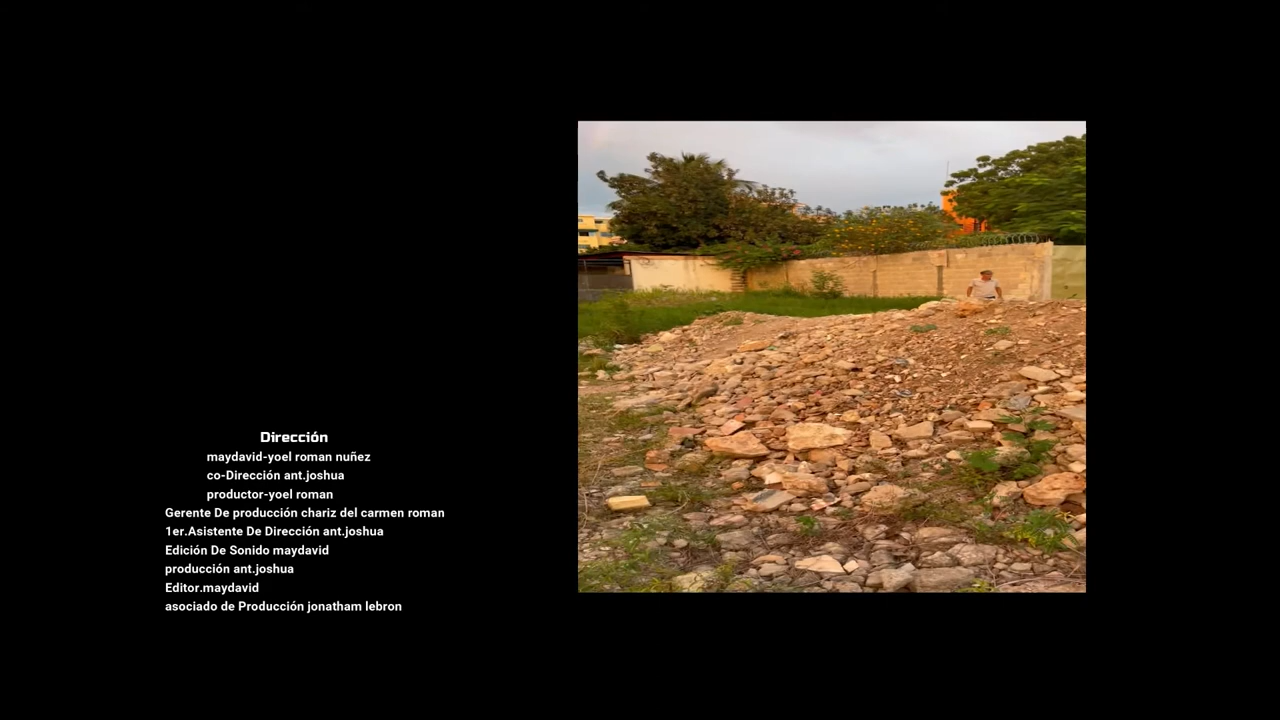 Dirección
maydavid-yoel roman nuñez
co-Dirección ant.joshua
productor-yoel roman
Gerente De producción chariz del carmen roman
1er.Asistente De Dirección ant.joshua
Edición De Sonido maydavid
producción ant.joshua
Editor.maydavid
asociado de Producción jonatham lebron